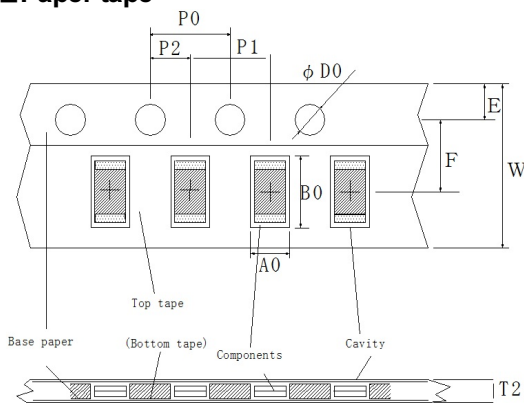 Paper tape
P0
P2
P1
φ D0
E
F
W
B0
A0
Top tape
Base paper
(Bottom tape)
Components
Cavity
T2